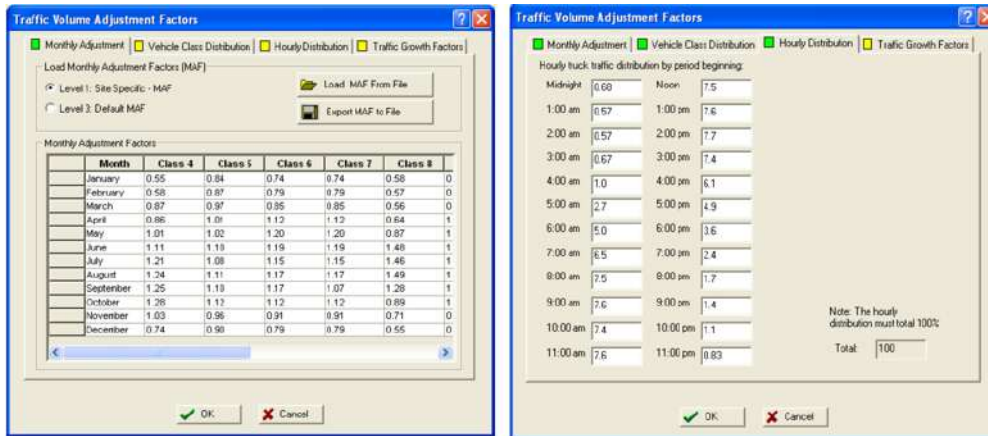 Traffic Volume Adjustment Factors
Monthly Adjustment Vehicle Class Distribution Hourly Distribution Traffic Growth Factors
Load Monthly Adjustment Factors (MAF)
Level 1: Site Specific - MAF
Level 3: Default MAF
Load MAF From File
Export MAF to File
Monthly Adjustment Factors
Month Class 4 Class 5 Class 6 Class 7 Class 8
January 0.55 0.84 0.74 0.74 0.58 0
February 0.58 0.87 0.79 0.79 0.57 0
March 0.87 0.97 0.85 0.85 0.56 0
April 0.86 1.01 1.12 1.12 0.64 1
May 1.01 1.02 1.20 1.20 0.87 1
June 1.11 1.10 1.19 1.19 1.48 1
July 1.21 1.08 1.15 1.15 1.46 1
August 1.24 1.11 1.17 1.17 1.49 1
September 1.25 1.10 1.17 1.07 1.28 1
October 1.28 1.12 1.12 1.12 0.89 1
November 1.03 0.96 0.91 0.91 0.71 0
December 0.74 0.90 0.79 0.79 0.55 0
OK Cancel
Traffic Volume Adjustment Factors
Monthly Adjustment Vehicle Class Distribution Hourly Distribution Traffic Growth Factors
Hourly truck traffic distribution by period beginning:
Midnight 0.68 Noon 7.5
1:00 am 0.57 1:00 pm 7.6
2:00 am 0.57 2:00 pm 7.7
3:00 am 0.67 3:00 pm 7.4
4:00 am 1.0 4:00 pm 6.1
5:00 am 2.7 5:00 pm 4.9
6:00 am 5.0 6:00 pm 3.6
7:00 am 6.5 7:00 pm 2.4
8:00 am 7.5 8:00 pm 1.7
9:00 am 7.6 9:00 pm 1.4
10:00 am 7.4 10:00 pm 1.1
11:00 am 7.6 11:00 pm 0.83
Note: The hourly
distribution must total 100%
Total: 100
OK Cancel